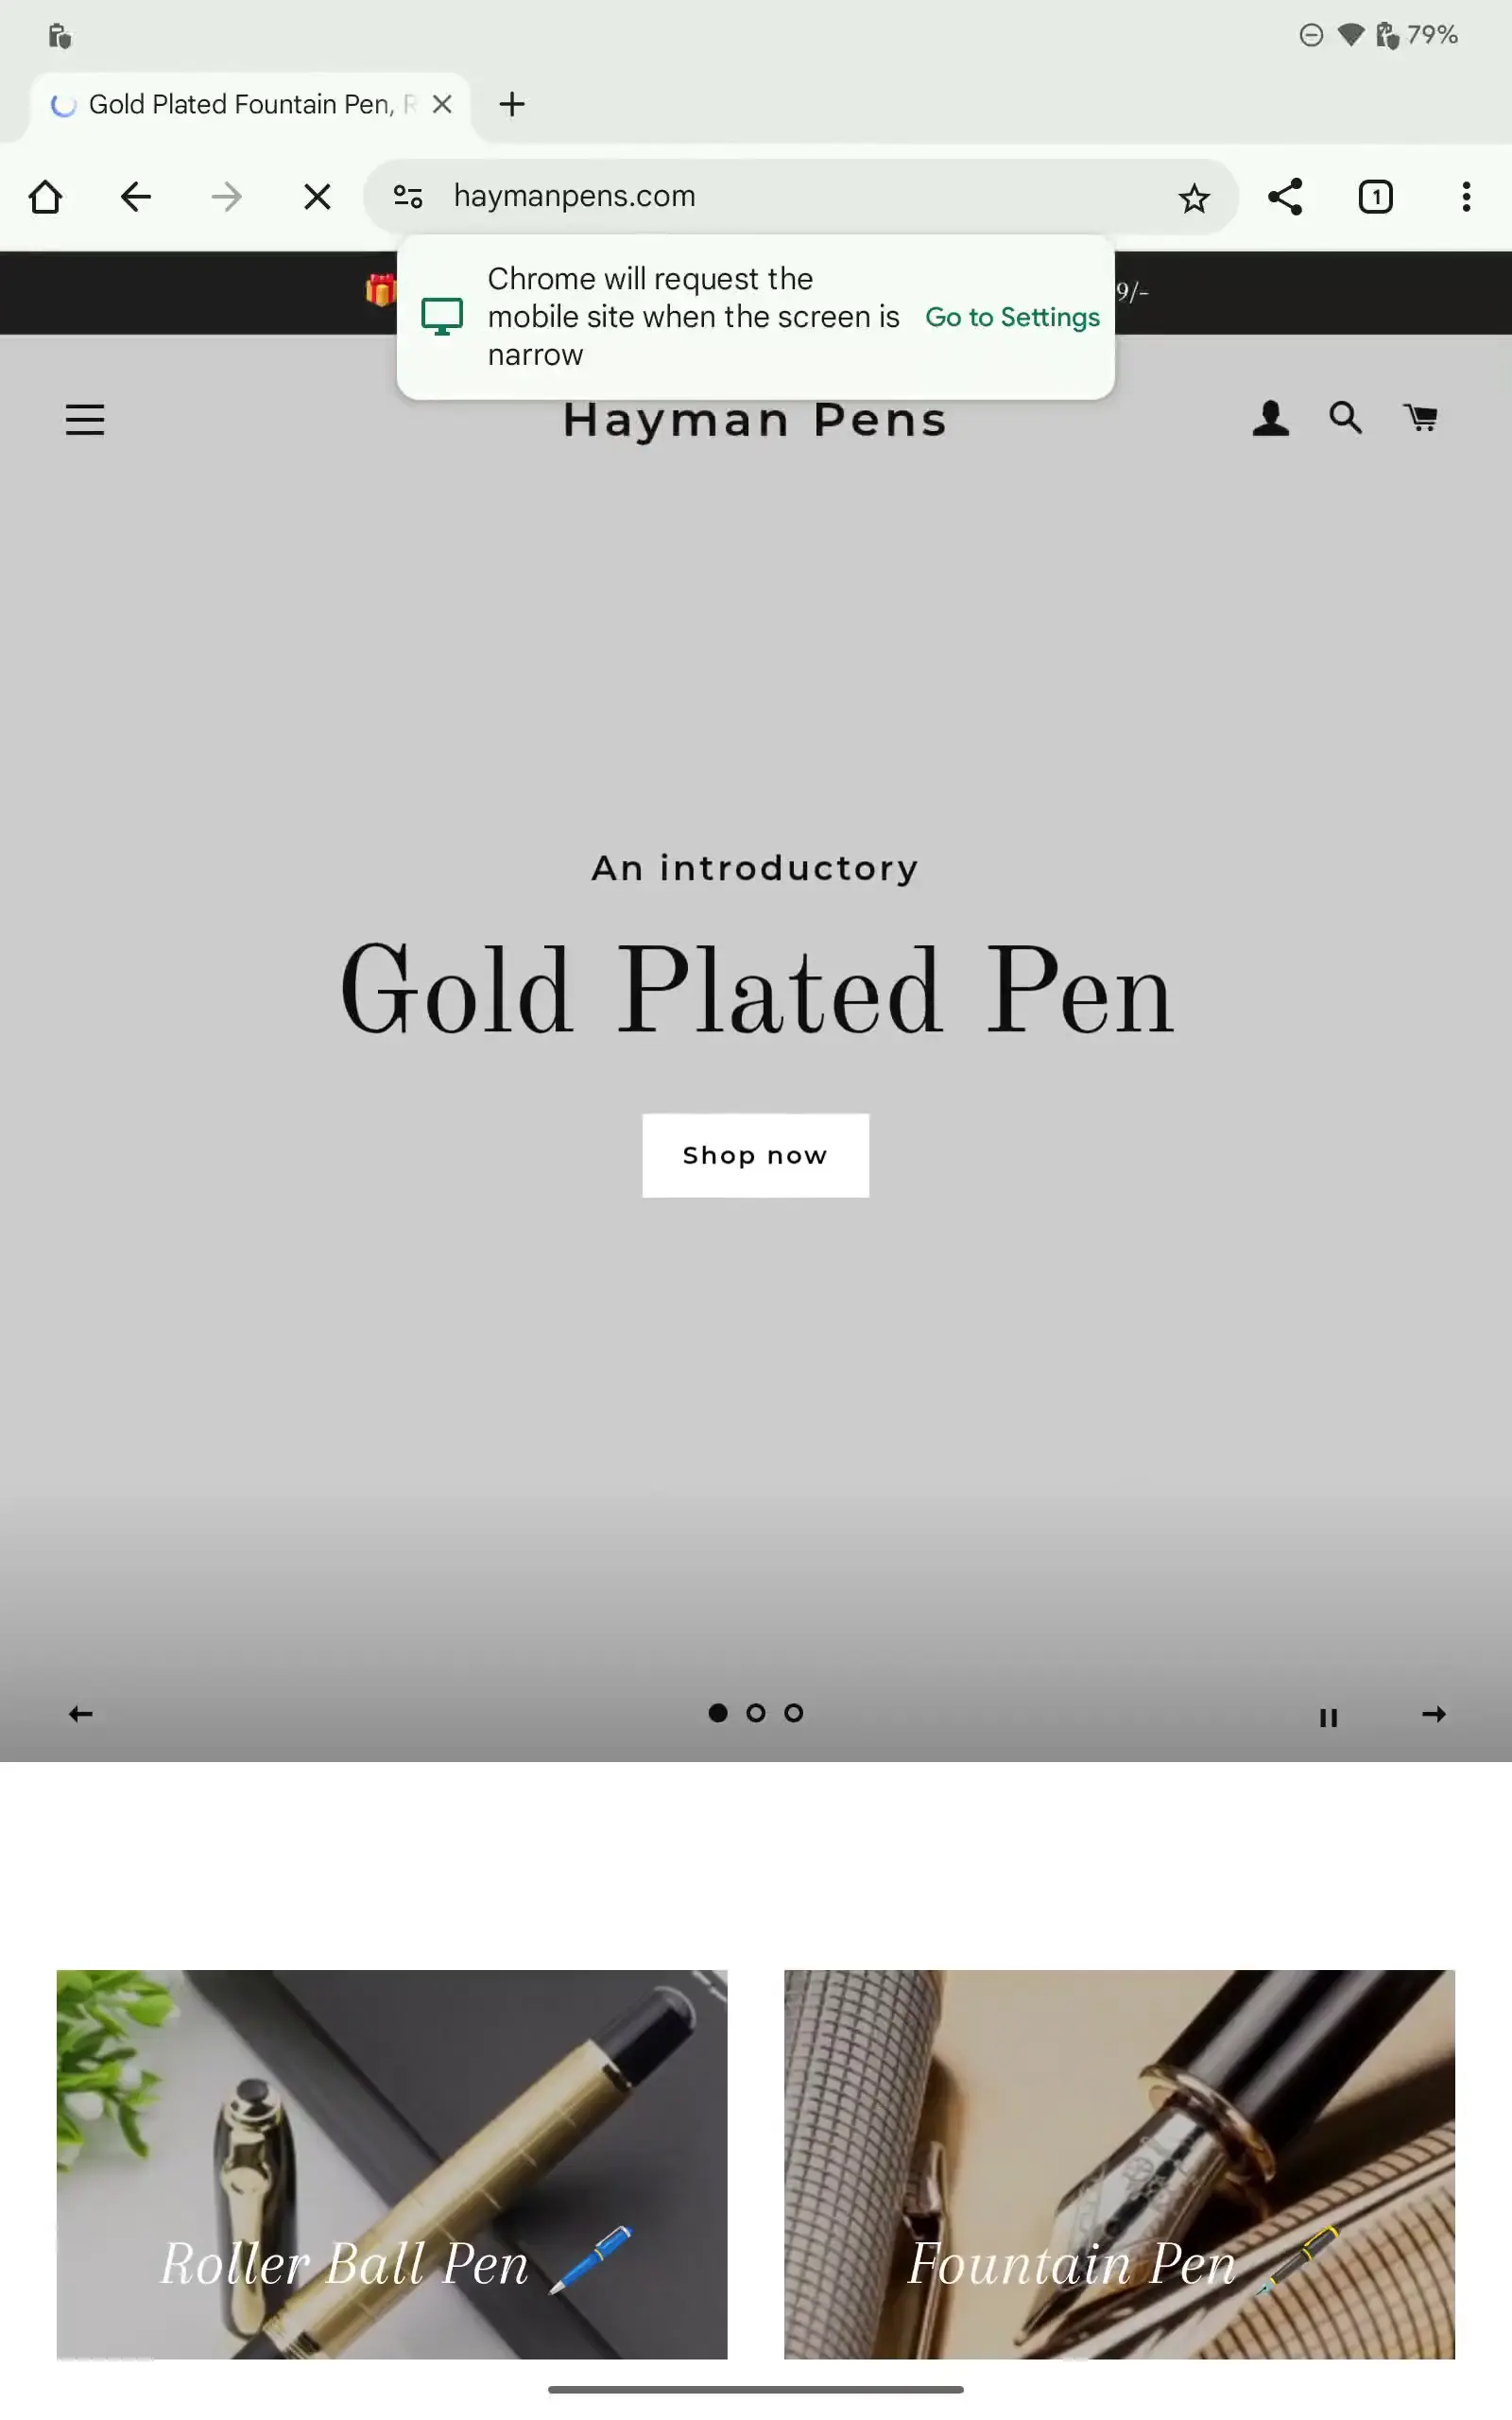 79%
Gold Plated Fountain Pen,
haymanpens.com
1
Chrome will request the
mobile site when the screen is
narrow
Go to Settings
9/-
Hayman Pens
An introductory
Gold Plated Pen
Shop now
Roller Ball Pen
Fountain Pen